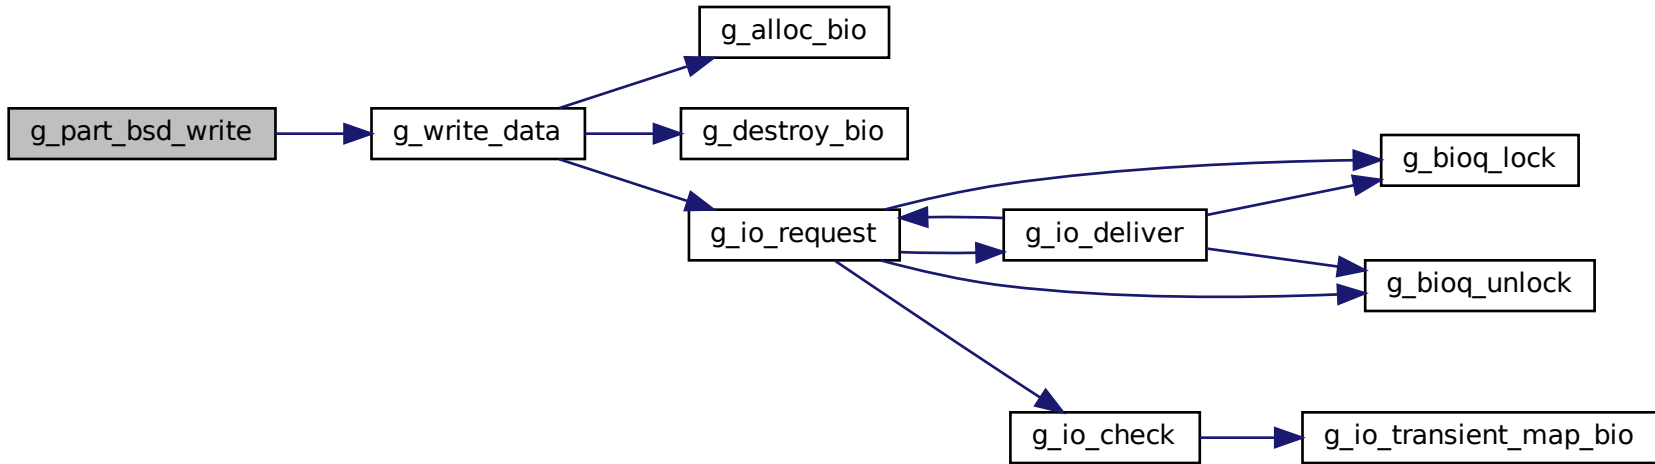 g_alloc_bio
g_part_bsd_write
g_write_data
g_destroy_bio
g_bioq_lock
g_io_request
g_io_deliver
g_bioq_unlock
g_io_check
g_io_transient_map_bio